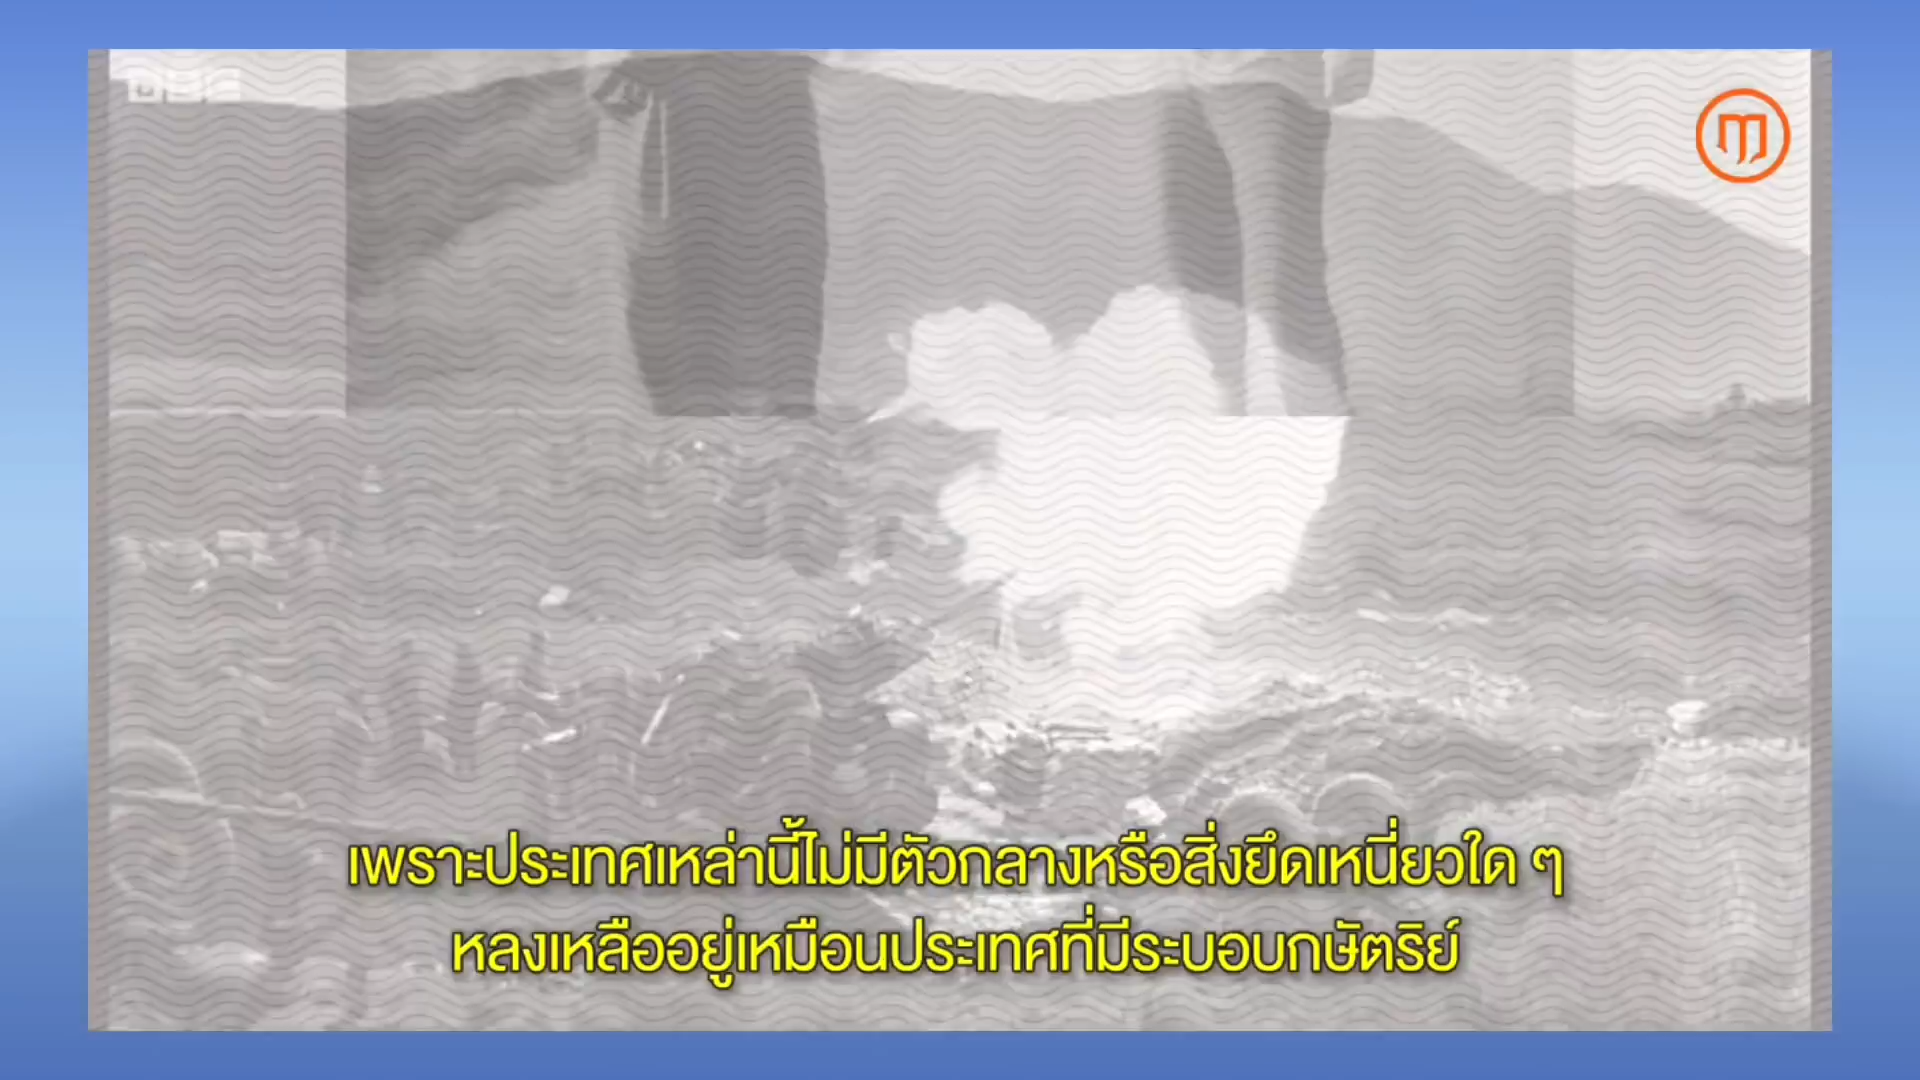 เพราะประเทศเหล่านี้ไม่มีตัวกลางหรือสิ่งยึดเหนี่ยวใด ๆ
หลงเหลืออยู่เหมือนประเทศที่มีระบอบกษัตริย์